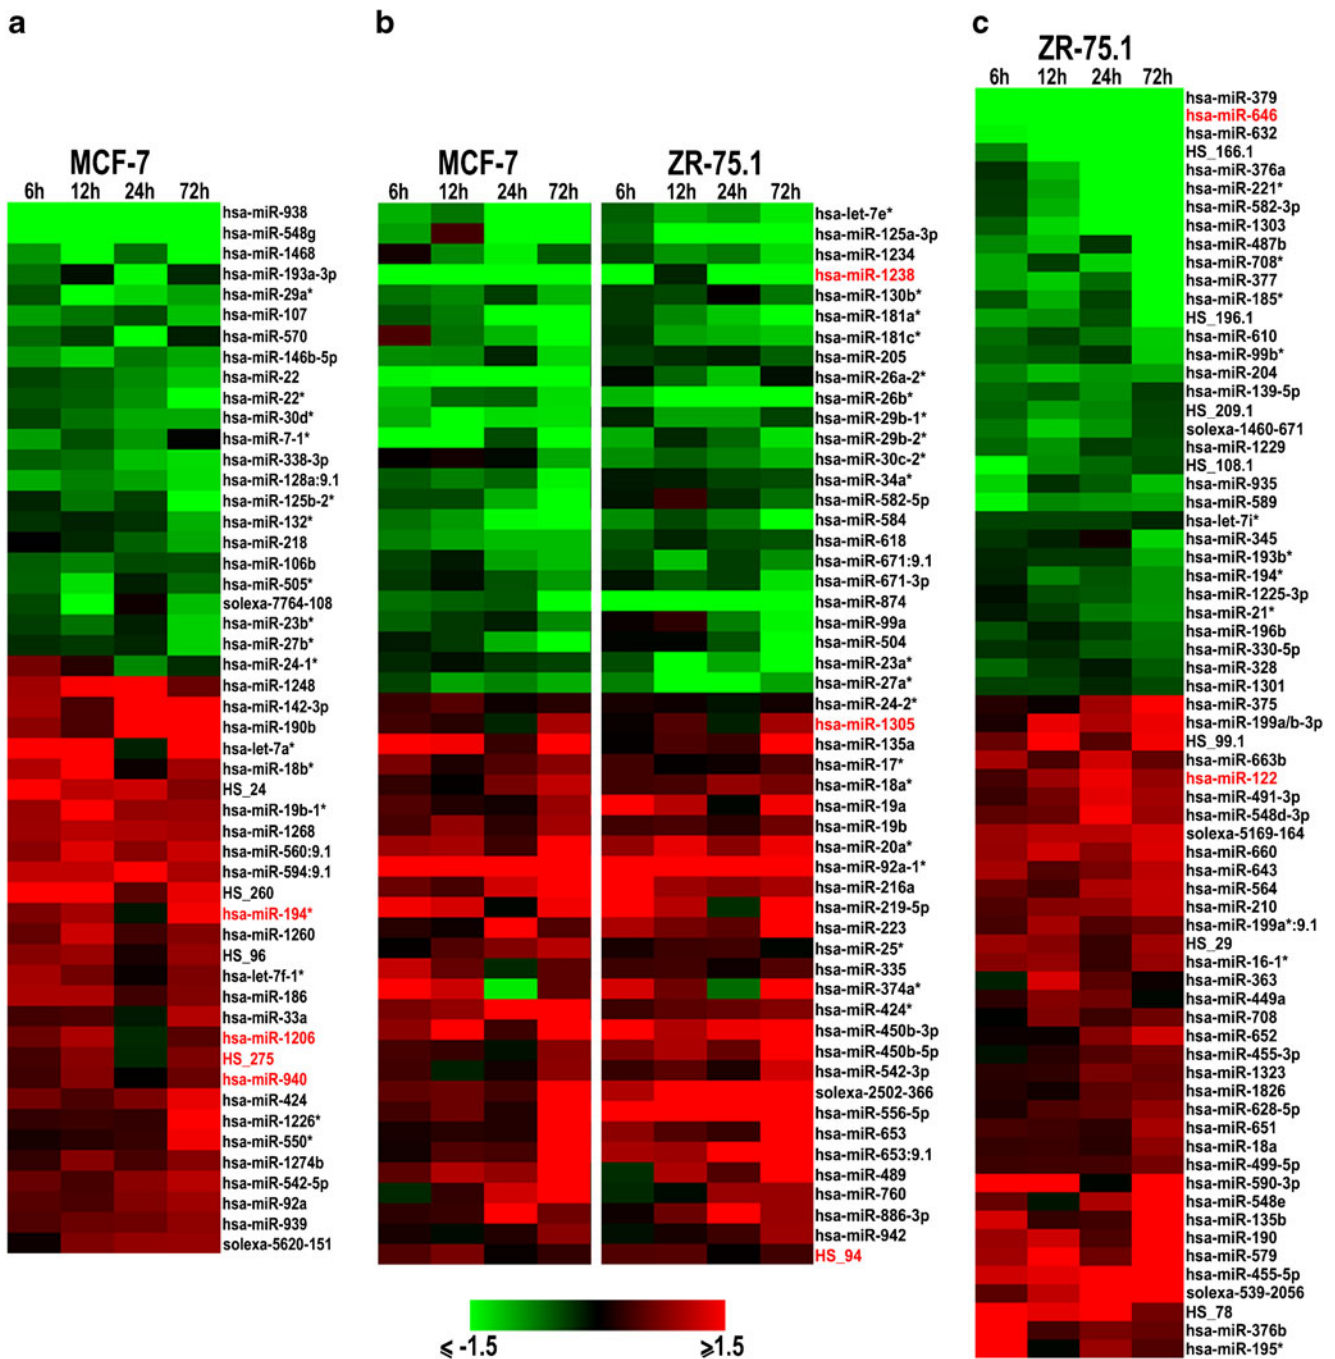 a
MCF-7
6h 12h 24h 72h
hsa-miR-938
hsa-miR-548g
hsa-miR-1468
hsa-miR-193a-3p
hsa-miR-29a*
hsa-miR-107
hsa-miR-570
hsa-miR-146b-5p
hsa-miR-22
hsa-miR-22*
hsa-miR-30d*
hsa-miR-7-1*
hsa-miR-338-3p
hsa-miR-128a:9.1
hsa-miR-125b-2*
hsa-miR-132*
hsa-miR-218
hsa-miR-106b
hsa-miR-505*
solexa-7764-108
hsa-miR-23b*
hsa-miR-27b*
hsa-miR-24-1*
hsa-miR-1248
hsa-miR-142-3p
hsa-miR-190b
hsa-let-7a*
hsa-miR-18b*
HS_24
hsa-miR-19b-1*
hsa-miR-1268
hsa-miR-560:9.1
hsa-miR-594:9.1
HS_260
hsa-miR-194*
hsa-miR-1260
HS_96
hsa-let-7f-1*
hsa-miR-186
hsa-miR-33a
hsa-miR-1206
HS_275
hsa-miR-940
hsa-miR-424
hsa-miR-1226*
hsa-miR-550*
hsa-miR-1274b
hsa-miR-542-5p
hsa-miR-92a
hsa-miR-939
solexa-5620-151
b
MCF-7 ZR-75.1
6h 12h 24h 72h 6h 12h 24h 72h
hsa-let-7e*
hsa-miR-125a-3p
hsa-miR-1234
hsa-miR-1238
hsa-miR-130b*
hsa-miR-181a*
hsa-miR-181c*
hsa-miR-205
hsa-miR-26a-2*
hsa-miR-26b*
hsa-miR-29b-1*
hsa-miR-29b-2*
hsa-miR-30c-2*
hsa-miR-34a*
hsa-miR-582-5p
hsa-miR-584
hsa-miR-618
hsa-miR-671:9.1
hsa-miR-671-3p
hsa-miR-874
hsa-miR-99a
hsa-miR-504
hsa-miR-23a*
hsa-miR-27a*
hsa-miR-24-2*
hsa-miR-1305
hsa-miR-135a
hsa-miR-17*
hsa-miR-18a*
hsa-miR-19a
hsa-miR-19b
hsa-miR-20a*
hsa-miR-92a-1*
hsa-miR-216a
hsa-miR-219-5p
hsa-miR-223
hsa-miR-25*
hsa-miR-335
hsa-miR-374a*
hsa-miR-424*
hsa-miR-450b-3p
hsa-miR-450b-5p
hsa-miR-542-3p
solexa-2502-366
hsa-miR-556-5p
hsa-miR-653
hsa-miR-653:9.1
hsa-miR-489
hsa-miR-760
hsa-miR-886-3p
hsa-miR-942
HS_94
⩽ -1.5 ⩾1.5
c
ZR-75.1
6h 12h 24h 72h
hsa-miR-379
hsa-miR-646
hsa-miR-632
HS_166.1
hsa-miR-376a
hsa-miR-221*
hsa-miR-582-3p
hsa-miR-1303
hsa-miR-487b
hsa-miR-708*
hsa-miR-377
hsa-miR-185*
HS_196.1
hsa-miR-610
hsa-miR-99b*
hsa-miR-204
hsa-miR-139-5p
HS_209.1
solexa-1460-671
hsa-miR-1229
HS_108.1
hsa-miR-935
hsa-miR-589
hsa-let-7i*
hsa-miR-345
hsa-miR-193b*
hsa-miR-194*
hsa-miR-1225-3p
hsa-miR-21*
hsa-miR-196b
hsa-miR-330-5p
hsa-miR-328
hsa-miR-1301
hsa-miR-375
hsa-miR-199a/b-3p
HS_99.1
hsa-miR-663b
hsa-miR-122
hsa-miR-491-3p
hsa-miR-548d-3p
solexa-5169-164
hsa-miR-660
hsa-miR-643
hsa-miR-564
hsa-miR-210
hsa-miR-199a*:9.1
HS_29
hsa-miR-16-1*
hsa-miR-363
hsa-miR-449a
hsa-miR-708
hsa-miR-652
hsa-miR-455-3p
hsa-miR-1323
hsa-miR-1826
hsa-miR-628-5p
hsa-miR-651
hsa-miR-18a
hsa-miR-499-5p
hsa-miR-590-3p
hsa-miR-548e
hsa-miR-135b
hsa-miR-190
hsa-miR-579
hsa-miR-455-5p
solexa-539-2056
HS_78
hsa-miR-376b
hsa-miR-195*